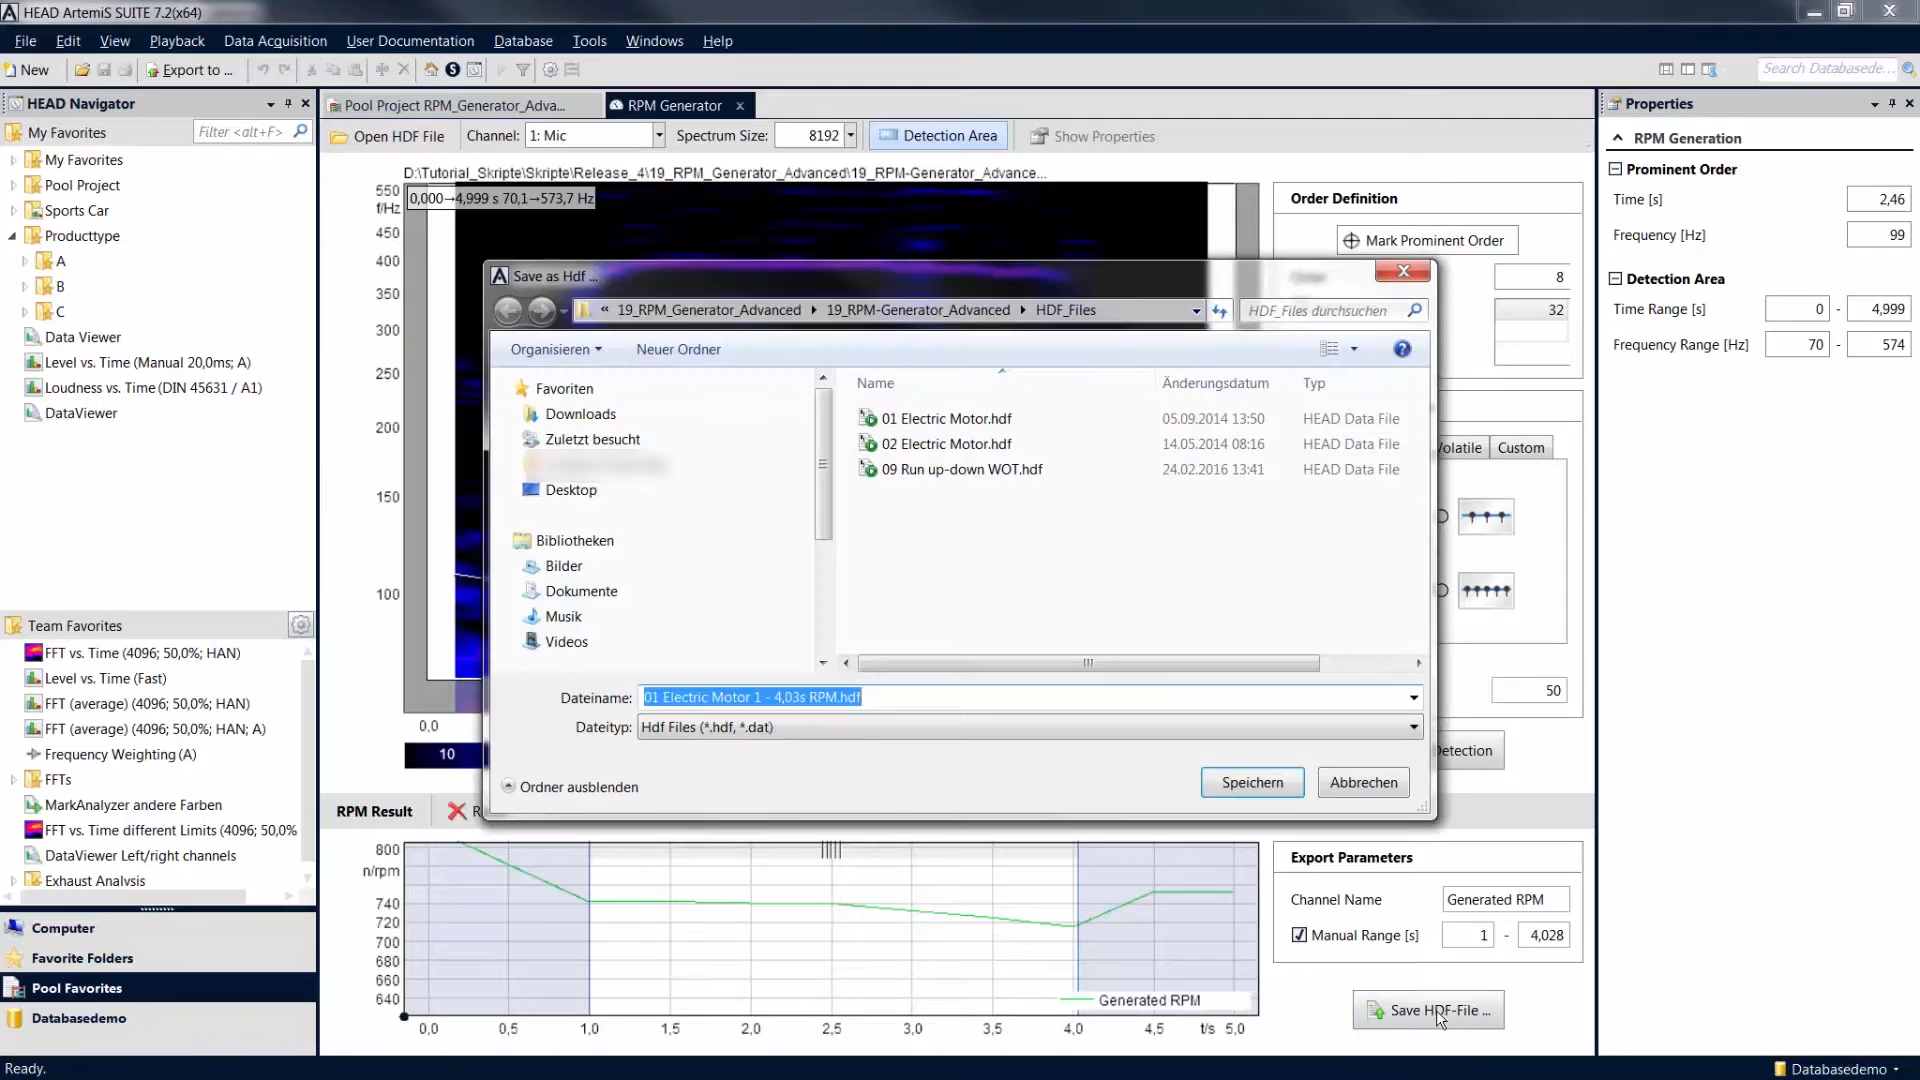 HEAD ArtemiS SUITE 7.2(x64)
File Edit View Playback Data Acquisition User Documentation Database Tools Windows Help
New Export to ... Search Databasede...
HEAD Navigator
My Favorites Filter <alt+F>
My Favorites
Pool Project
Sports Car
Producttype
A
B
C
Data Viewer
Level vs. Time (Manual 20,0ms; A)
Loudness vs. Time (DIN 45631 / A1)
DataViewer
Team Favorites
FFT vs. Time (4096; 50,0%; HAN)
Level vs. Time (Fast)
FFT (average) (4096; 50,0%; HAN)
FFT (average) (4096; 50,0%; HAN; A)
Frequency Weighting (A)
FFTs
MarkAnalyzer andere Farben
FFT vs. Time different Limits (4096; 50,0%
DataViewer Left/right channels
Exhaust Analysis
Computer
Favorite Folders
Pool Favorites
Databasedemo
Pool Project RPM_Generator_Adva... RPM Generator
Open HDF File Channel: 1: Mic Spectrum Size: 8192 Detection Area Show Properties
D:\Tutorial_Skripte\Skripte\Release_4\19_RPM_Generator_Advanced\19_RPM-Generator_Advance...
0,000→4,999 s 70,1→573,7 Hz
550
f/Hz
450
400
350
300
250
200
150
100
0,0
10
Order Definition
Mark Prominent Order
8
32
Volatile Custom
50
Detection
Save as Hdf ...
« 19_RPM_Generator_Advanced 19_RPM-Generator_Advanced HDF_Files HDF_Files durchsuchen
Organisieren Neuer Ordner
Favoriten
Downloads
Zuletzt besucht
Desktop
Bibliotheken
Bilder
Dokumente
Musik
Videos
Name Änderungsdatum Typ
01 Electric Motor.hdf 05.09.2014 13:50 HEAD Data File
02 Electric Motor.hdf 14.05.2014 08:16 HEAD Data File
09 Run up-down WOT.hdf 24.02.2016 13:41 HEAD Data File
Dateiname: 01 Electric Motor 1 - 4,03s RPM.hdf
Dateityp: Hdf Files (*.hdf, *.dat)
Ordner ausblenden Speichern Abbrechen
RPM Result
800
n/rpm
740
720
700
680
660
640
Generated RPM
0,0 0,5 1,0 1,5 2,0 2,5 3,0 3,5 4,0 4,5 t/s 5,0
Export Parameters
Channel Name Generated RPM
Manual Range [s] 1 - 4,028
Save HDF-File ...
Properties
RPM Generation
Prominent Order
Time [s] 2,46
Frequency [Hz] 99
Detection Area
Time Range [s] 0 - 4,999
Frequency Range [Hz] 70 - 574
Ready. Databasedemo